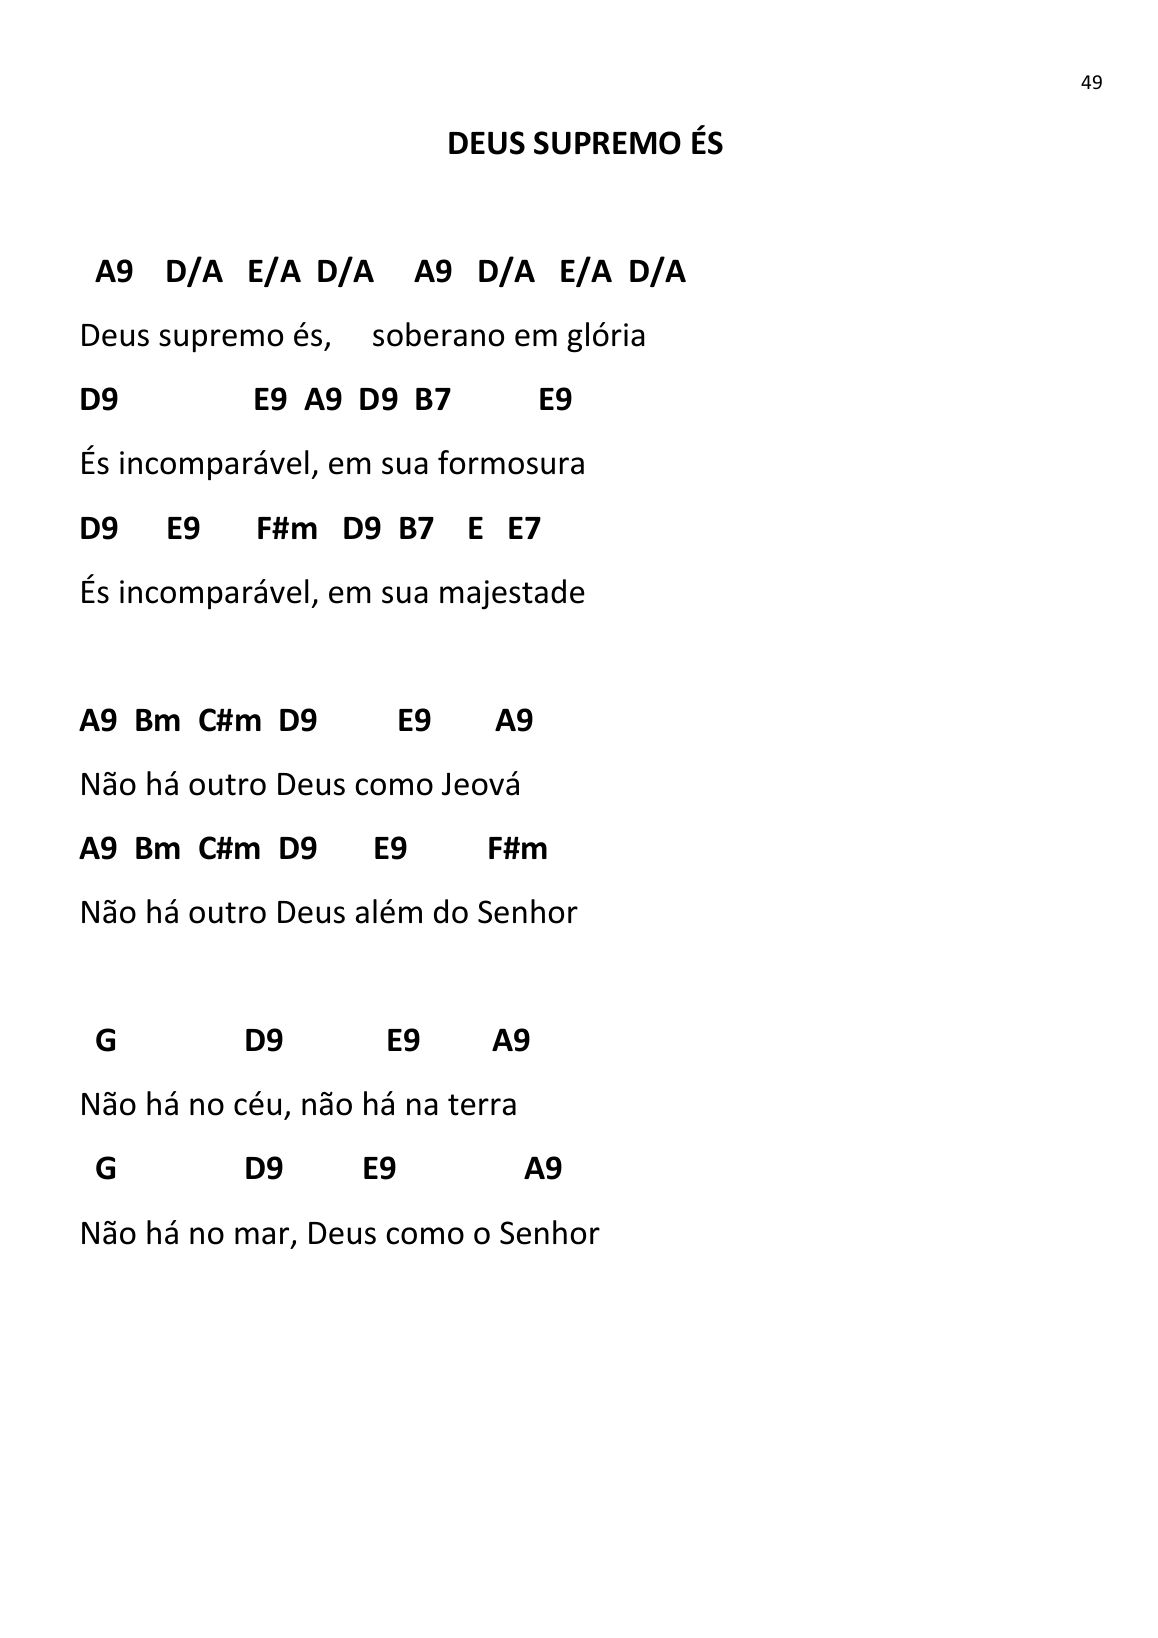 49
DEUS SUPREMO ÉS
A9 D/A E/A D/A A9 D/A E/A D/A
Deus supremo és, soberano em glória
D9 E9 A9 D9 B7 E9
És incomparável, em sua formosura
D9 E9 F#m D9 B7 E E7
És incomparável, em sua majestade
A9 Bm C#m D9 E9 A9
Não há outro Deus como Jeová
A9 Bm C#m D9 E9 F#m
Não há outro Deus além do Senhor
G D9 E9 A9
Não há no céu, não há na terra
G D9 E9 A9
Não há no mar, Deus como o Senhor